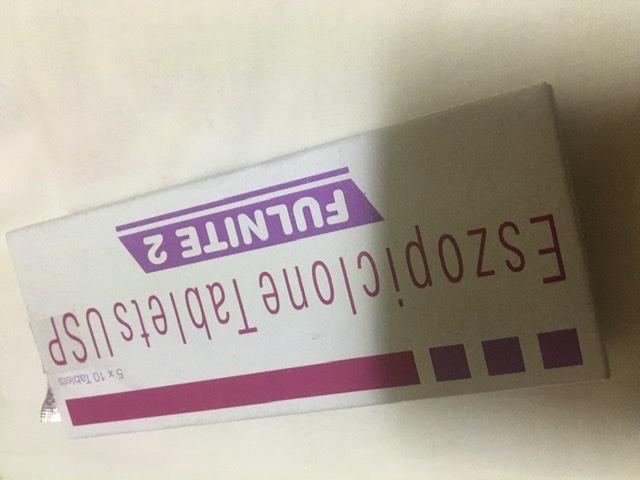 5 x 10 Tablets
Eszopiclone Tablets USP
FULNITE 2